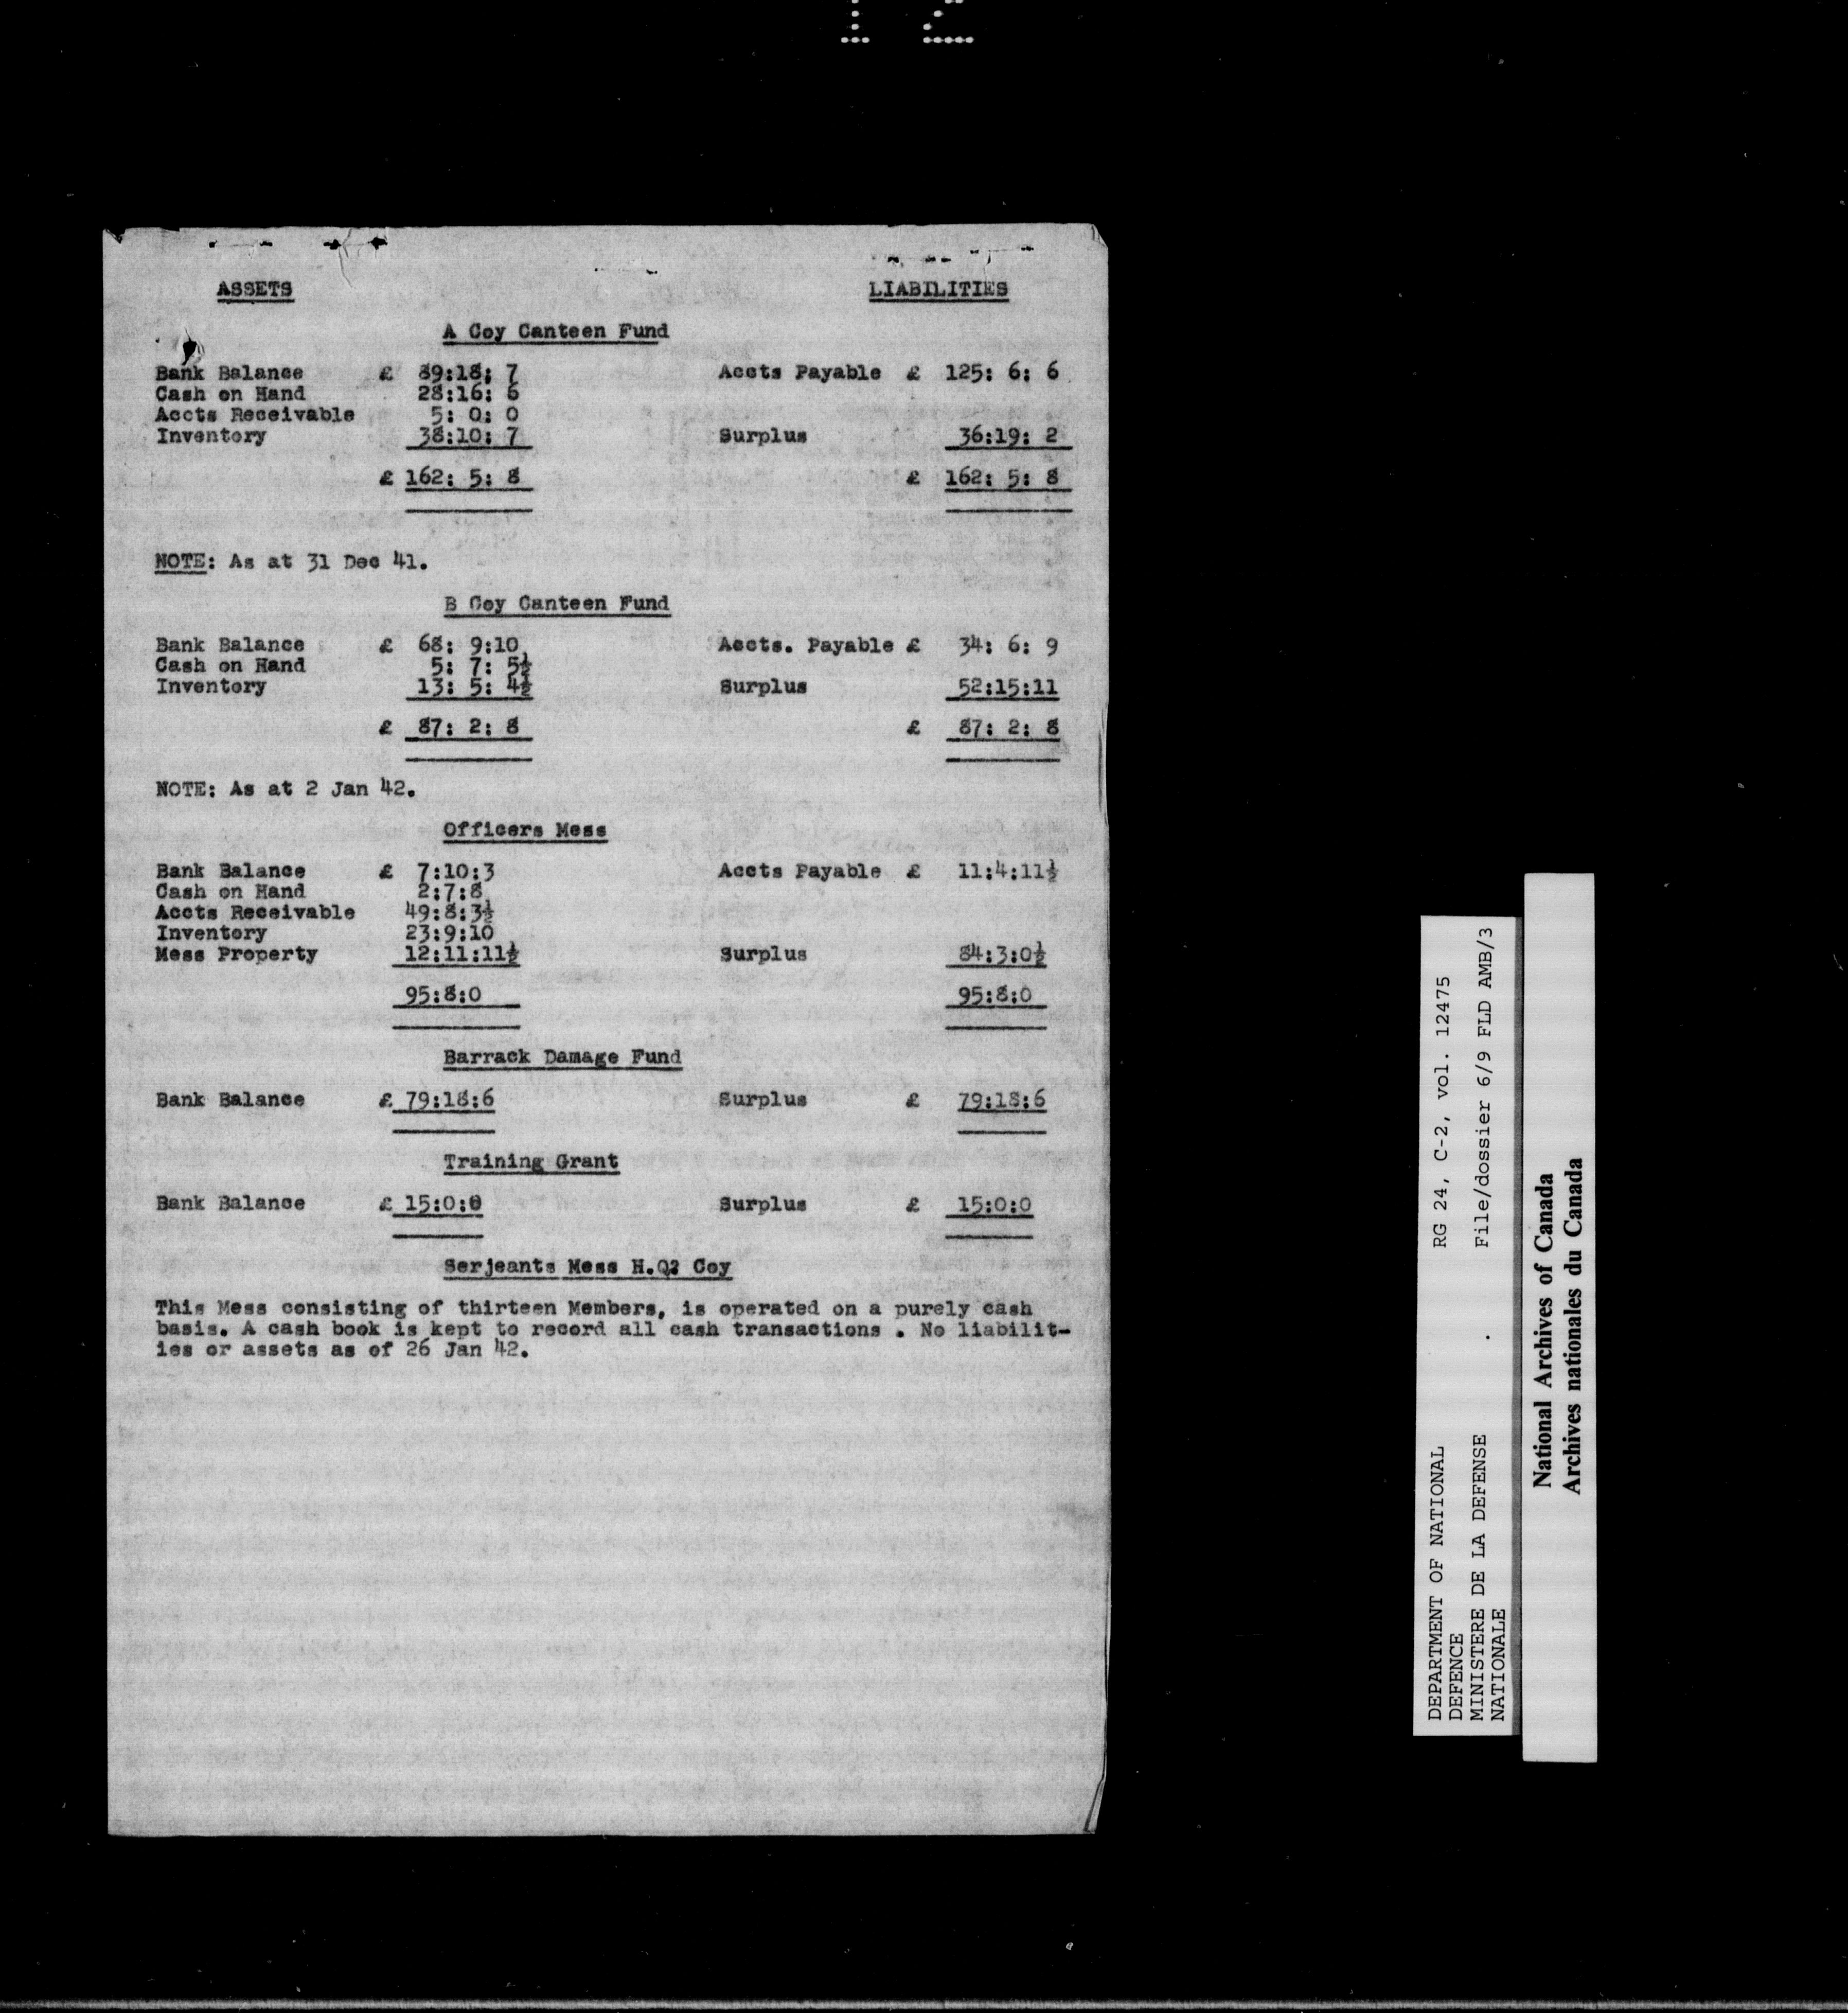 12
ASSETS LIABILITIES
A Coy Canteen Fund
Bank Balance £ 89:18: 7 Accts Payable £ 125: 6: 6
Cash on Hand 28:16: 6
Accts Receivable 5: 0: 0
Inventory 38:10: 7 Surplus 36:19: 2
£ 162: 5: 8 £ 162: 5: 8
NOTE: As at 31 Dec 41.
B Coy Canteen Fund
Bank Balance £ 68: 9:10 Accts. Payable £ 34: 6: 9
Cash on Hand 5: 7: 5½
Inventory 13: 5: 4½ Surplus 52:15:11
£ 87: 2: 8 £ 87: 2: 8
NOTE: As at 2 Jan 42.
Officers Mess
Bank Balance £ 7:10:3 Accts Payable £ 11:4:11½
Cash on Hand 2:7:8
Accts Receivable 49:8:3½
Inventory 23:9:10
Mess Property 12:11:11½ Surplus 84:3:0½
95:8:0 95:8:0
Barrack Damage Fund
Bank Balance £ 79:18:6 Surplus £ 79:18:6
Training Grant
Bank Balance £ 15:0:0 Surplus £ 15:0:0
Serjeants Mess H.Q? Coy
This Mess consisting of thirteen Members, is operated on a purely cash
basis. A cash book is kept to record all cash transactions . No liabilit-
ies or assets as of 26 Jan 42.
DEPARTMENT OF NATIONAL RG 24, C-2, vol. 12475
DEFENCE
MINISTERE DE LA DEFENSE . File/dossier 6/9 FLD AMB/3
NATIONALE
National Archives of Canada
Archives nationales du Canada